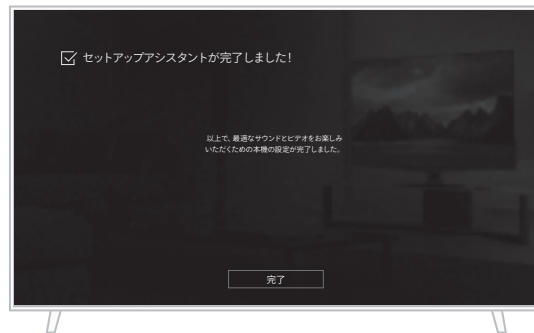 セットアップアシスタントが完了しました！
以上で、最適なサウンドとビデオをお楽しみ
いただくための本機の設定が完了しました。
完了